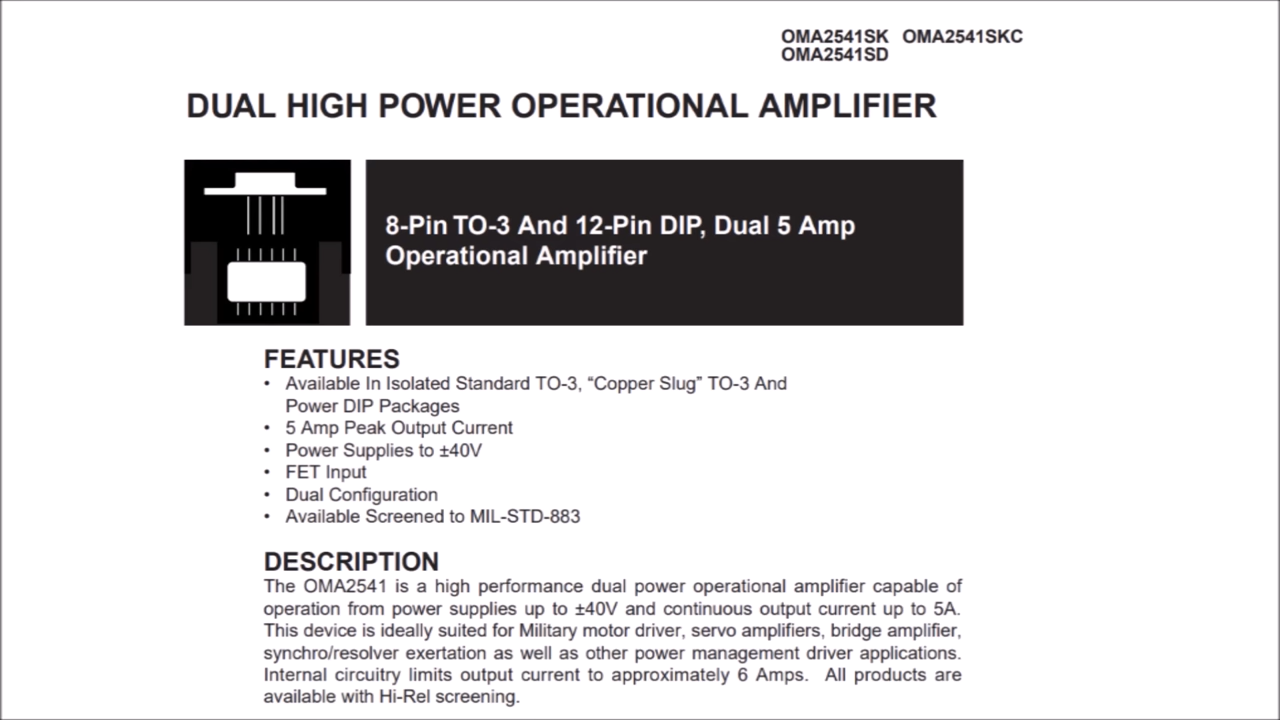 OMA2541SK OMA2541SKC
OMA2541SD
DUAL HIGH POWER OPERATIONAL AMPLIFIER
8-Pin TO-3 And 12-Pin DIP, Dual 5 Amp
Operational Amplifier
FEATURES
• Available In Isolated Standard TO-3, “Copper Slug” TO-3 And
Power DIP Packages
• 5 Amp Peak Output Current
• Power Supplies to ±40V
• FET Input
• Dual Configuration
• Available Screened to MIL-STD-883
DESCRIPTION
The OMA2541 is a high performance dual power operational amplifier capable of
operation from power supplies up to ±40V and continuous output current up to 5A.
This device is ideally suited for Military motor driver, servo amplifiers, bridge amplifier,
synchro/resolver exertation as well as other power management driver applications.
Internal circuitry limits output current to approximately 6 Amps. All products are
available with Hi-Rel screening.